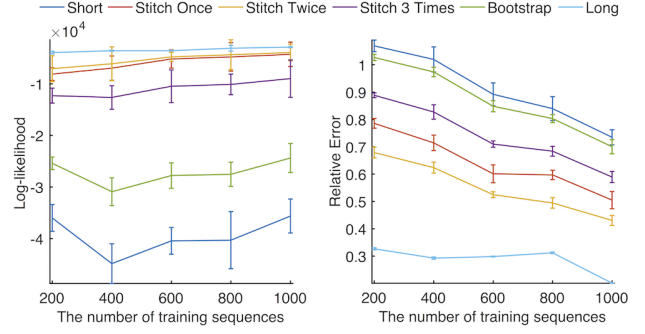 Short Stitch Once Stitch Twice Stitch 3 Times Bootstrap Long
×10⁴
-1
-2
-3
-4
Log-likelihood
200 400 600 800 1000
The number of training sequences
1
0.9
0.8
0.7
0.6
0.5
0.4
0.3
Relative Error
200 400 600 800 1000
The number of training sequences